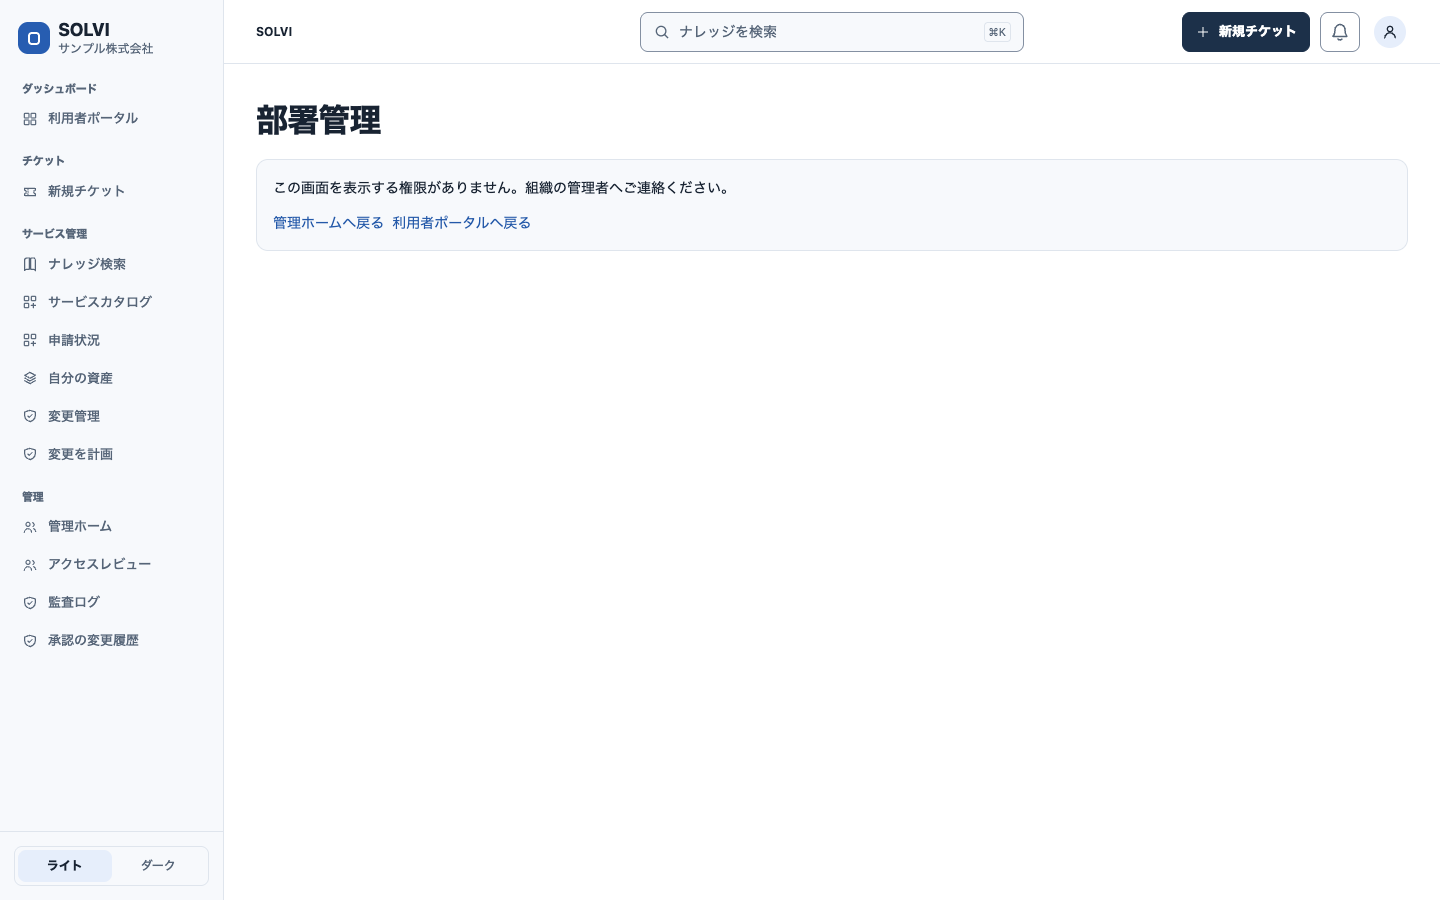 SOLVI
サンプル株式会社
ダッシュボード
利用者ポータル
チケット
新規チケット
サービス管理
ナレッジ検索
サービスカタログ
申請状況
自分の資産
変更管理
変更を計画
管理
管理ホーム
アクセスレビュー
監査ログ
承認の変更履歴
ライト
ダーク
SOLVI
ナレッジを検索
⌘K
新規チケット
部署管理
この画面を表示する権限がありません。組織の管理者へご連絡ください。
管理ホームへ戻る 利用者ポータルへ戻る